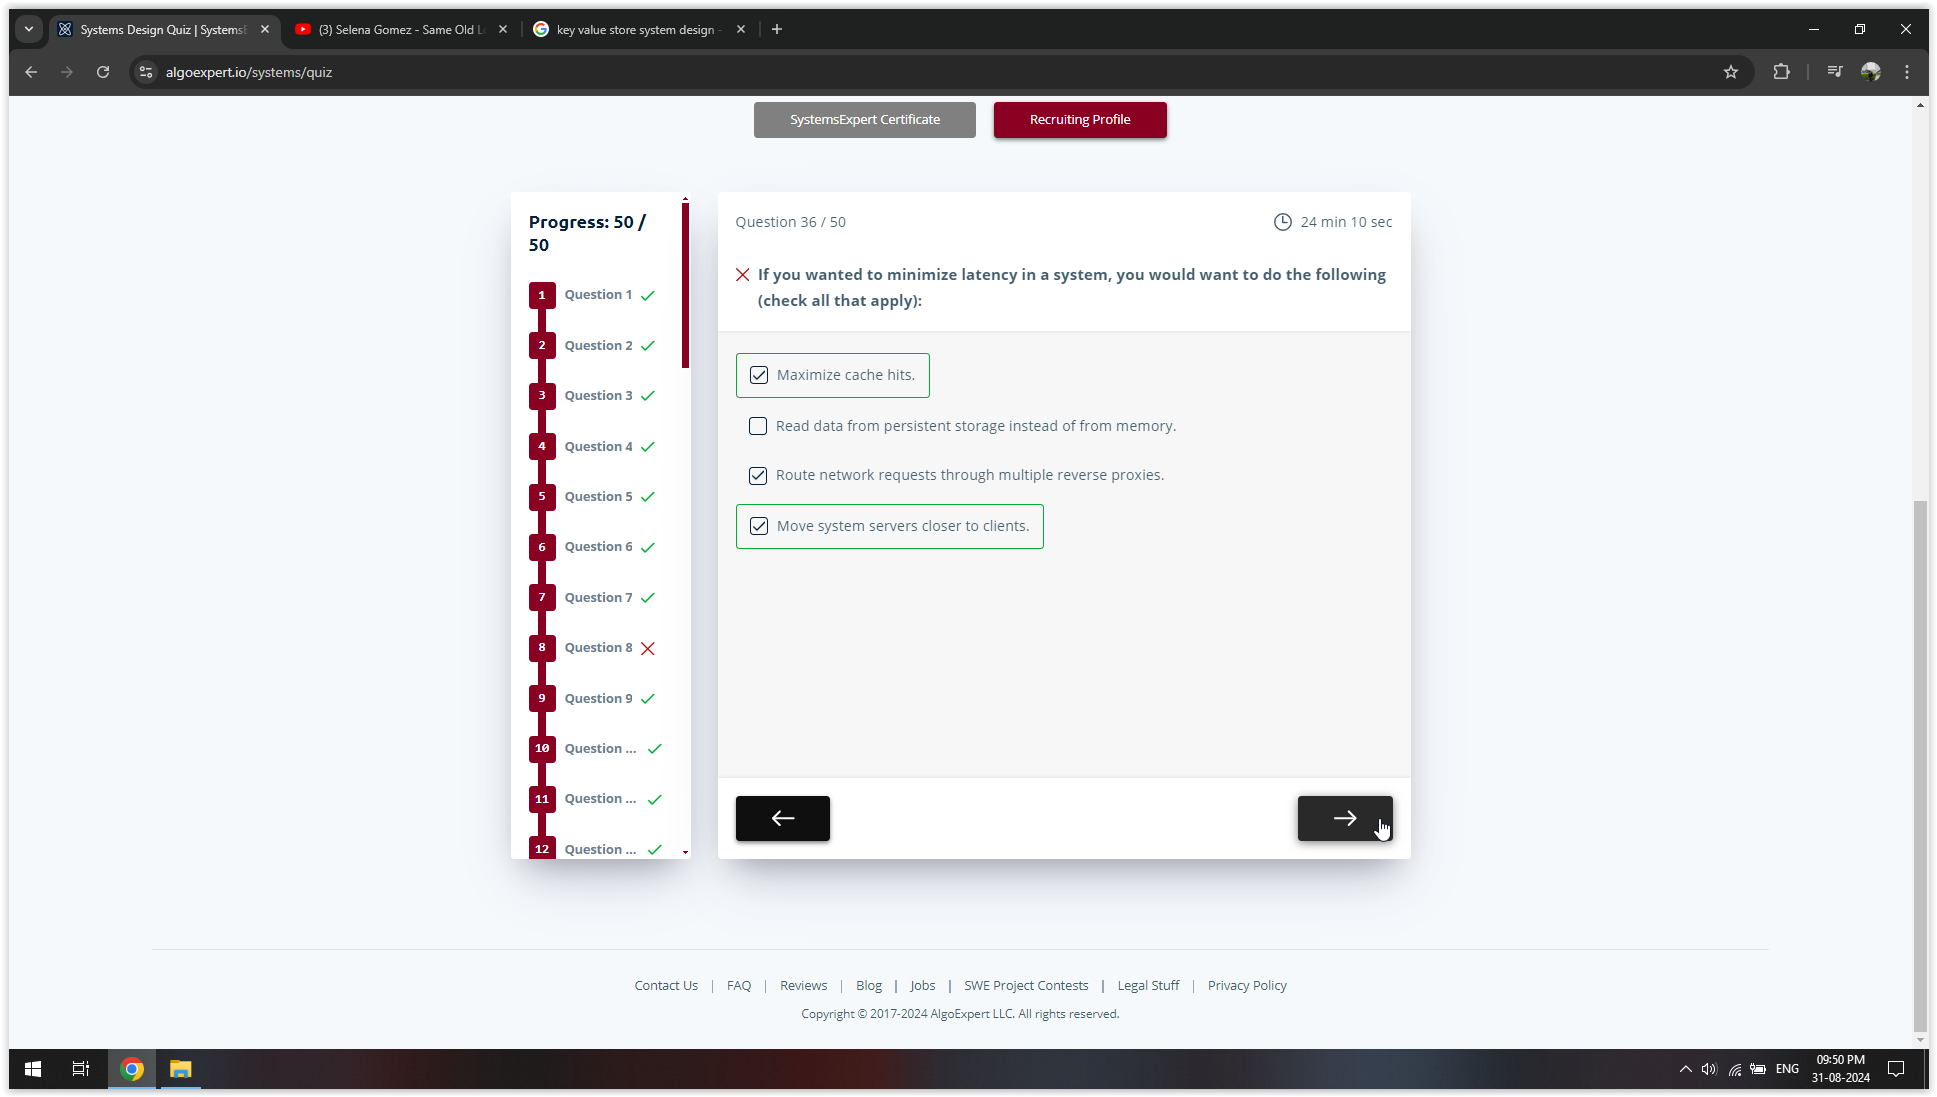 Systems Design Quiz | Systems
(3) Selena Gomez - Same Old L
key value store system design -
algoexpert.io/systems/quiz
SystemsExpert Certificate
Recruiting Profile
Progress: 50 /
50
1 Question 1
2 Question 2
3 Question 3
4 Question 4
5 Question 5
6 Question 6
7 Question 7
8 Question 8
9 Question 9
10 Question ...
11 Question ...
12 Question ...
Question 36 / 50
24 min 10 sec
If you wanted to minimize latency in a system, you would want to do the following
(check all that apply):
Maximize cache hits.
Read data from persistent storage instead of from memory.
Route network requests through multiple reverse proxies.
Move system servers closer to clients.
Contact Us | FAQ | Reviews | Blog | Jobs | SWE Project Contests | Legal Stuff | Privacy Policy
Copyright © 2017-2024 AlgoExpert LLC. All rights reserved.
ENG
09:50 PM
31-08-2024